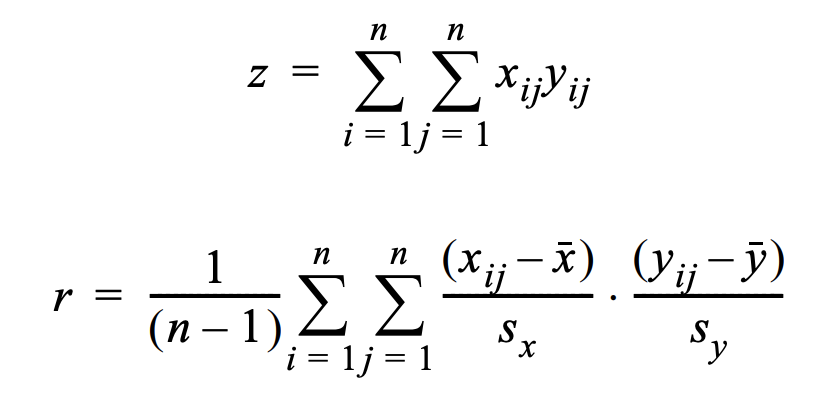 z = \sum_{i=1}^{n} \sum_{j=1}^{n} x_{ij} y_{ij}
r = \frac{1}{(n-1)} \sum_{i=1}^{n} \sum_{j=1}^{n} \frac{(x_{ij} - \bar{x})}{s_x} \cdot \frac{(y_{ij} - \bar{y})}{s_y}